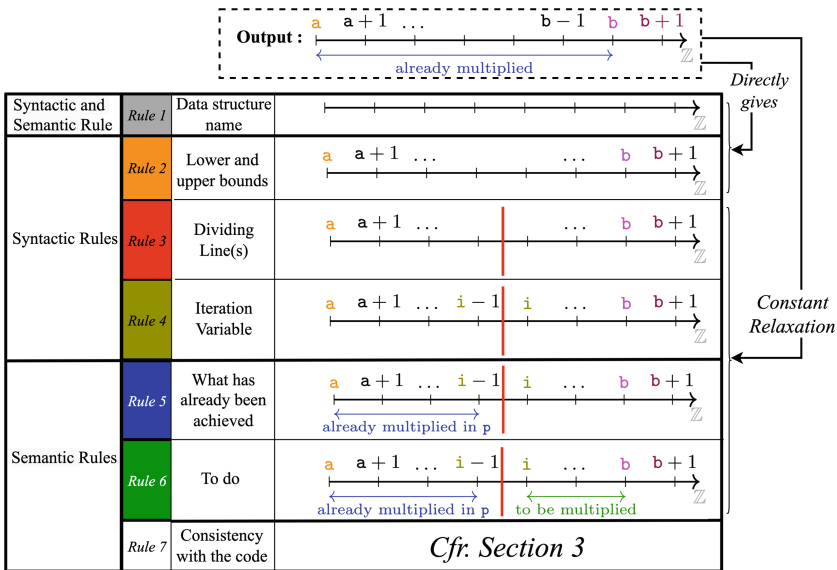 a a + 1 ... b − 1 b b + 1
Output :
ℤ
already multiplied
Directly
gives
Syntactic and
Semantic Rule
Rule 1
Data structure
name
ℤ
Rule 2
Lower and
upper bounds
a a + 1 ... ... b b + 1
ℤ
Syntactic Rules
Rule 3
Dividing
Line(s)
a a + 1 ... ... b b + 1
ℤ
Rule 4
Iteration
Variable
a a + 1 ... i − 1 i ... b b + 1
ℤ
Constant
Relaxation
Semantic Rules
Rule 5
What has
already been
achieved
a a + 1 ... i − 1 i ... b b + 1
ℤ
already multiplied in p
Rule 6
To do
a a + 1 ... i − 1 i ... b b + 1
ℤ
already multiplied in p to be multiplied
Rule 7
Consistency
with the code
Cfr. Section 3